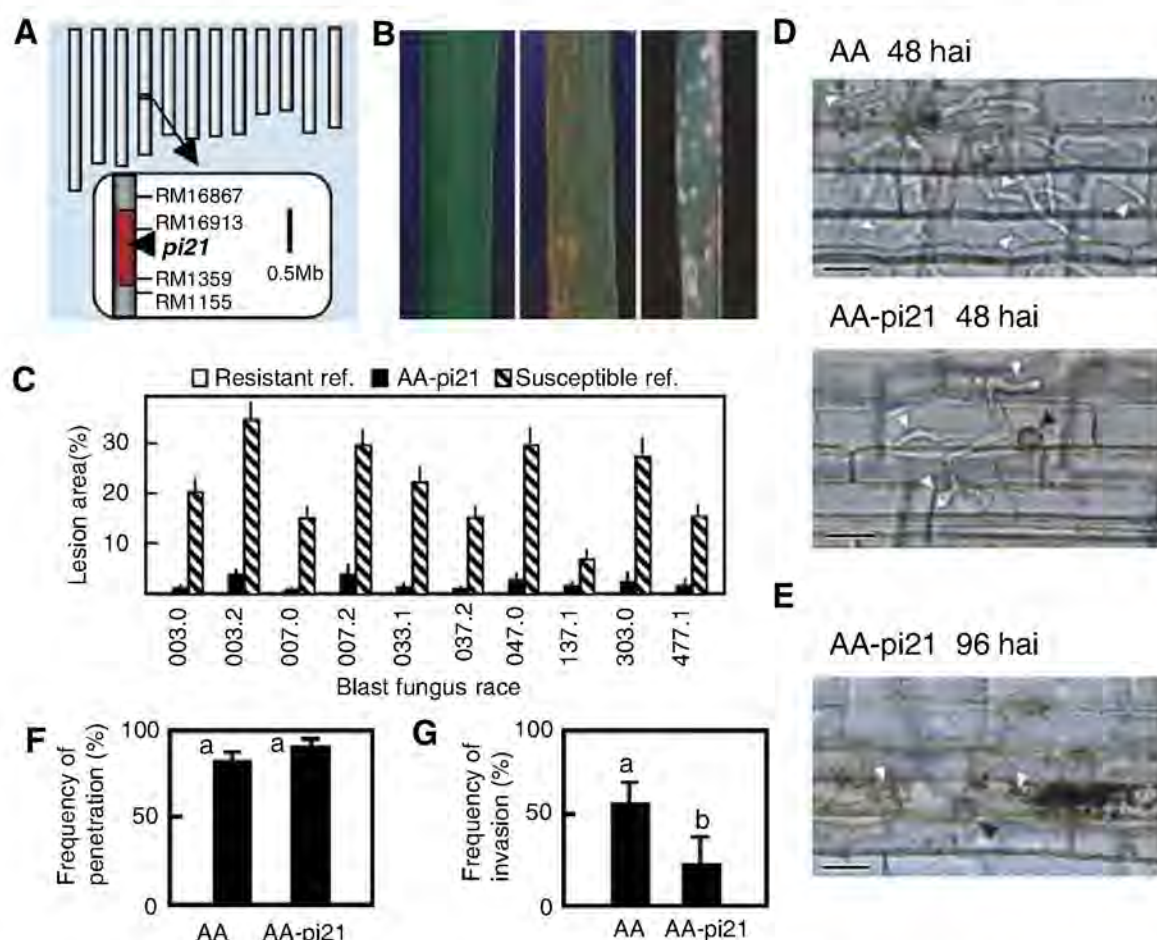 A
RM16867
RM16913
pi21
RM1359
RM1155
0.5Mb
B
C
Resistant ref. AA-pi21 Susceptible ref.
Lesion area(%)
30
20
10
003.0 003.2 007.0 007.2 033.1 037.2 047.0 137.1 303.0 477.1
Blast fungus race
D
AA 48 hai
AA-pi21 48 hai
E
AA-pi21 96 hai
F
Frequency of
penetration (%)
100
50
0
a a
AA AA-pi21
G
Frequency of
invasion (%)
100
50
0
a
b
AA AA-pi21